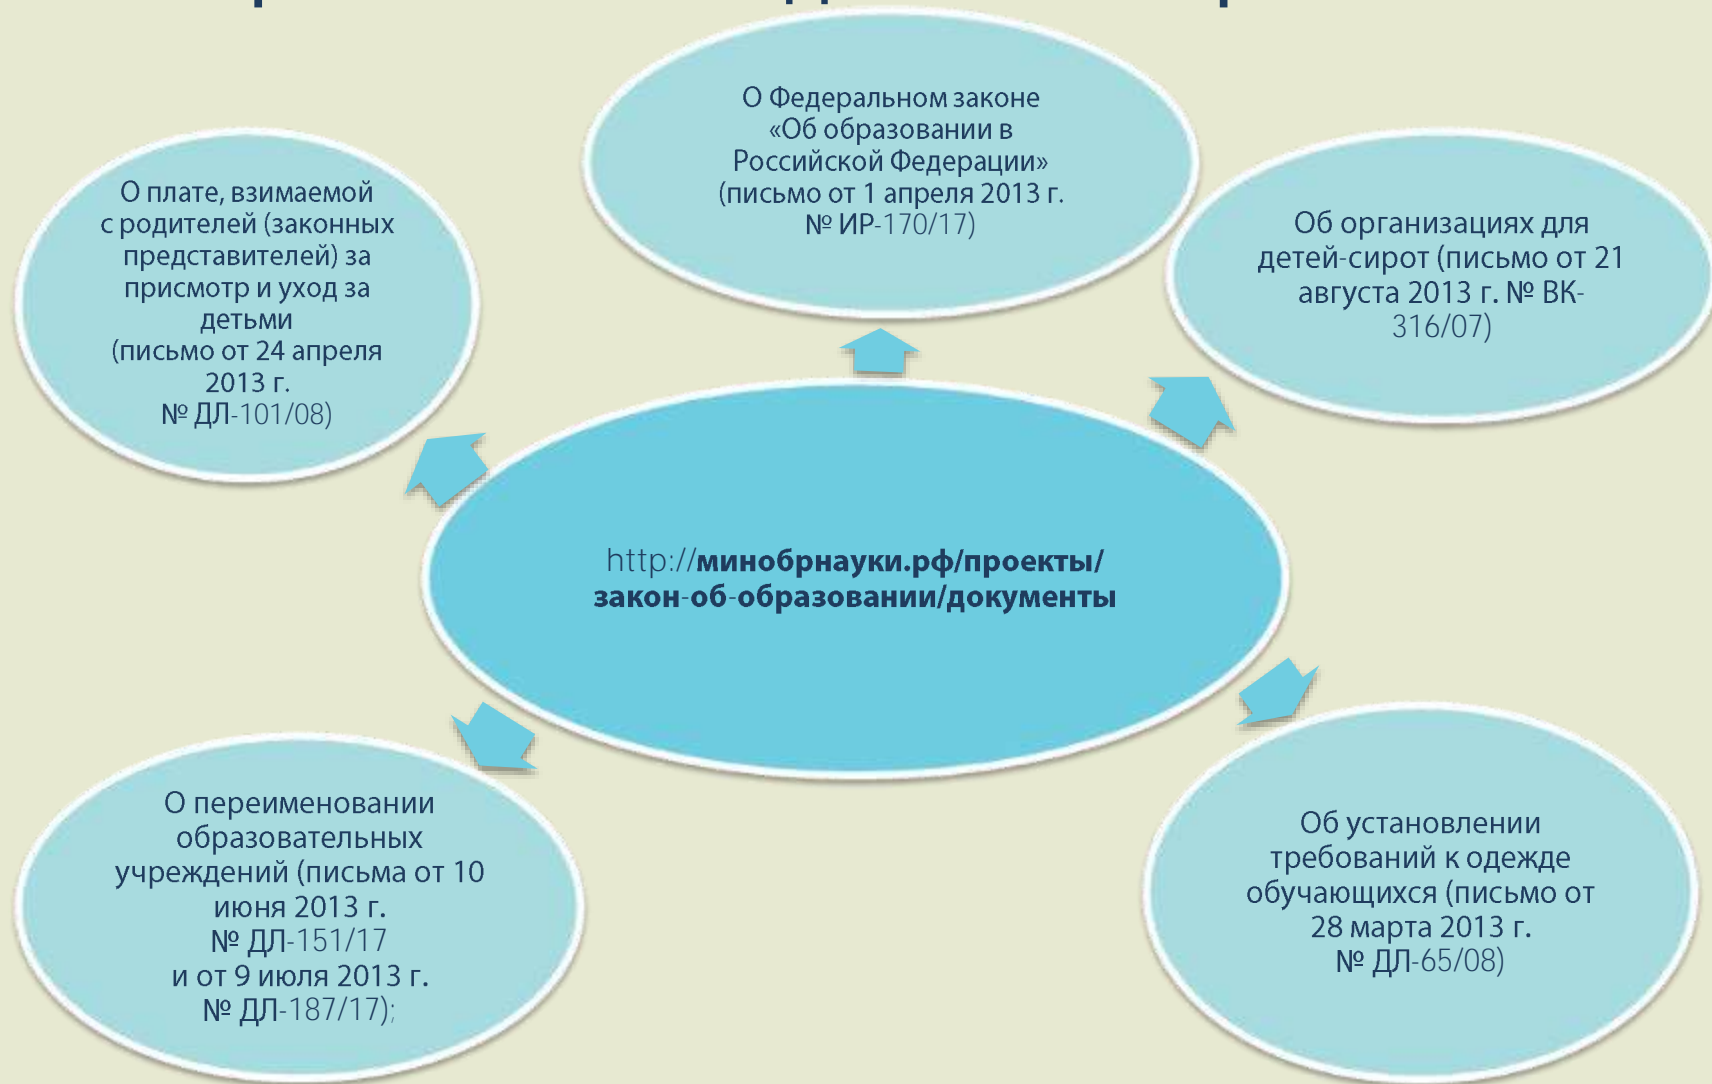 О Федеральном законе
«Об образовании в
Российской Федерации»
(письмо от 1 апреля 2013 г.
№ ИР-170/17)
О плате, взимаемой
с родителей (законных
представителей) за
присмотр и уход за
детьми
(письмо от 24 апреля
2013 г.
№ ДЛ-101/08)
Об организациях для
детей-сирот (письмо от 21
августа 2013 г. № ВК-
316/07)
http://минобрнауки.рф/проекты/
закон-об-образовании/документы
О переименовании
образовательных
учреждений (письма от 10
июня 2013 г.
№ ДЛ-151/17
и от 9 июля 2013 г.
№ ДЛ-187/17);
Об установлении
требований к одежде
обучающихся (письмо от
28 марта 2013 г.
№ ДЛ-65/08)